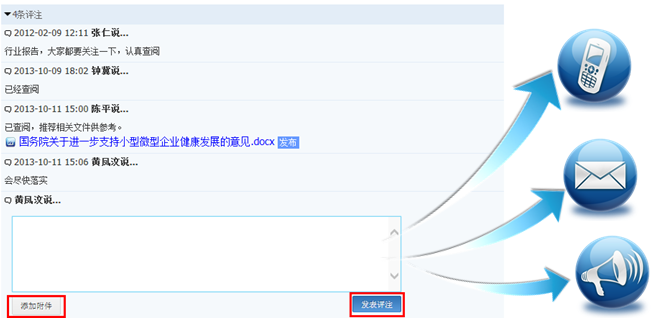 4条评注
2012-02-09 12:11 张仁说...
行业报告，大家都要关注一下，认真查阅
2013-10-09 18:02 钟冀说...
已经查阅
2013-10-11 15:00 陈平说...
已查阅，推荐相关文件供参考。
国务院关于进一步支持小型微型企业健康发展的意见.docx 发布
2013-10-11 15:06 黄凤汶说...
会尽快落实
黄凤汶说...
添加附件 发表评注